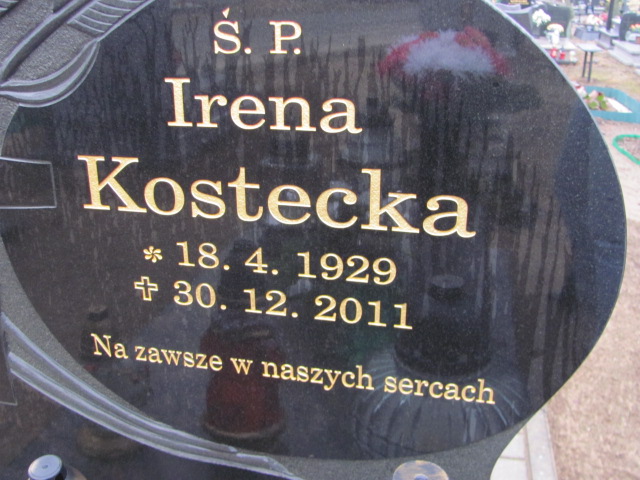 Ś. P.
Irena
Kostecka
* 18. 4. 1929
✝ 30. 12. 2011
Na zawsze w naszych sercach